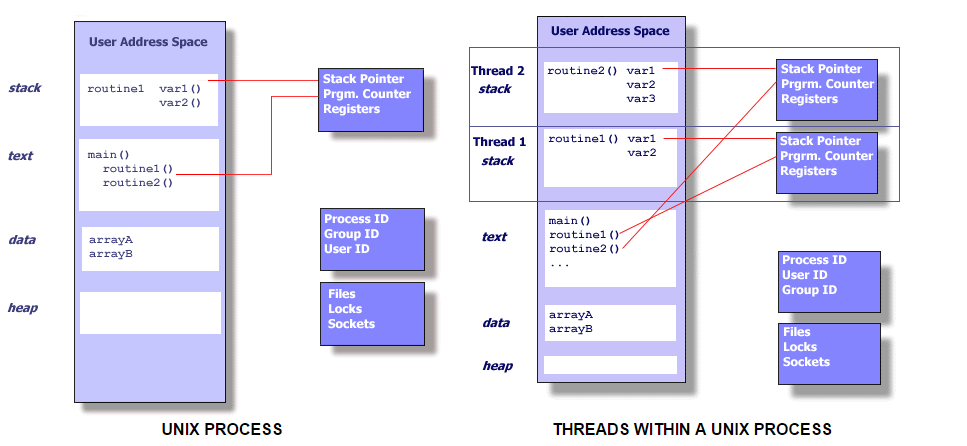 User Address Space
stack
routine1 var1()
var2()
Stack Pointer
Prgm. Counter
Registers
text
main()
routine1()
routine2()
data
arrayA
arrayB
Process ID
Group ID
User ID
heap
Files
Locks
Sockets
UNIX PROCESS
User Address Space
Thread 2
stack
routine2() var1
var2
var3
Stack Pointer
Prgrm. Counter
Registers
Thread 1
stack
routine1() var1
var2
Stack Pointer
Prgrm. Counter
Registers
text
main()
routine1()
routine2()
...
Process ID
User ID
Group ID
data
arrayA
arrayB
heap
Files
Locks
Sockets
THREADS WITHIN A UNIX PROCESS